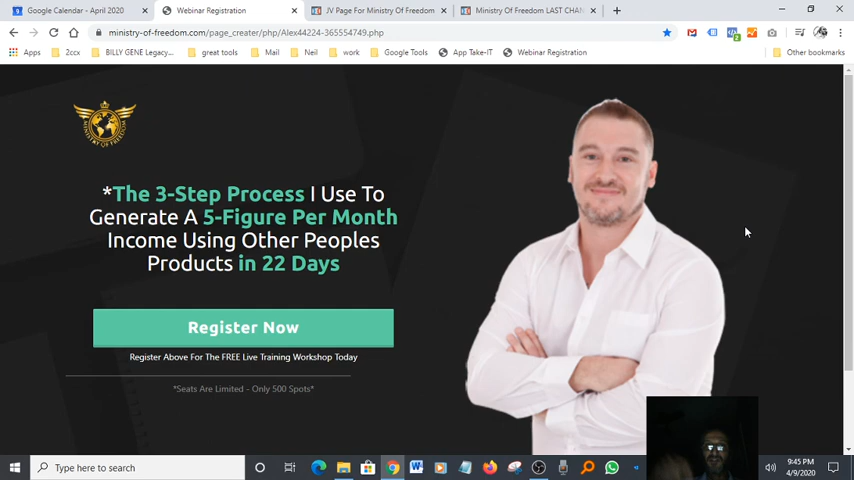 Google Calendar - April 2020
Webinar Registration
JV Page For Ministry Of Freedom
Ministry Of Freedom LAST CHAN
ministry-of-freedom.com/page_creater/php/Alex44224-365554749.php
Apps
2ccx
BILLY GENE Legacy...
great tools
Mail
Neil
work
Google Tools
App Take-IT
Webinar Registration
Other bookmarks
MINISTRY OF FREEDOM
*The 3-Step Process I Use To
Generate A 5-Figure Per Month
Income Using Other Peoples
Products in 22 Days
Register Now
Register Above For The FREE Live Training Workshop Today
*Seats Are Limited - Only 500 Spots*
Type here to search
9:45 PM
4/9/2020